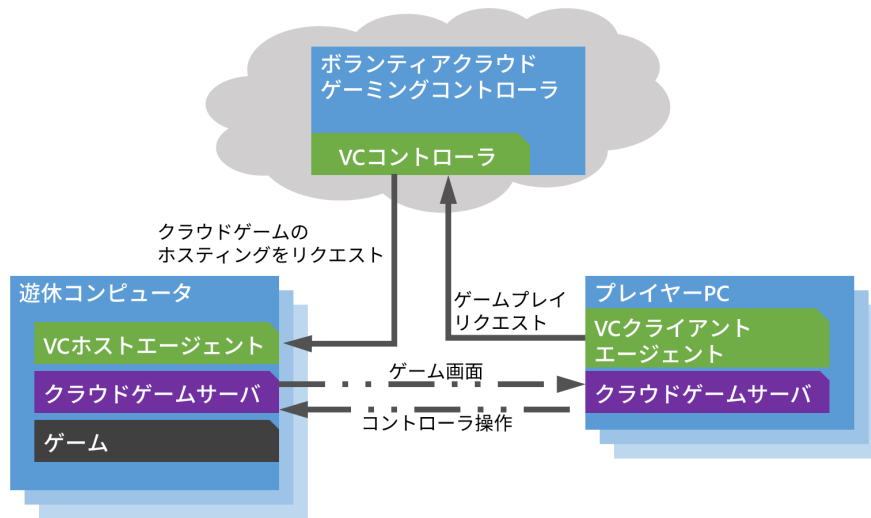 ボランティアクラウド
ゲーミングコントローラ
VCコントローラ
クラウドゲームの
ホスティングをリクエスト
遊休コンピュータ
VCホストエージェント
クラウドゲームサーバ
ゲーム
ゲームプレイ
リクエスト
ゲーム画面
コントローラ操作
プレイヤーPC
VCクライアント
エージェント
クラウドゲームサーバ